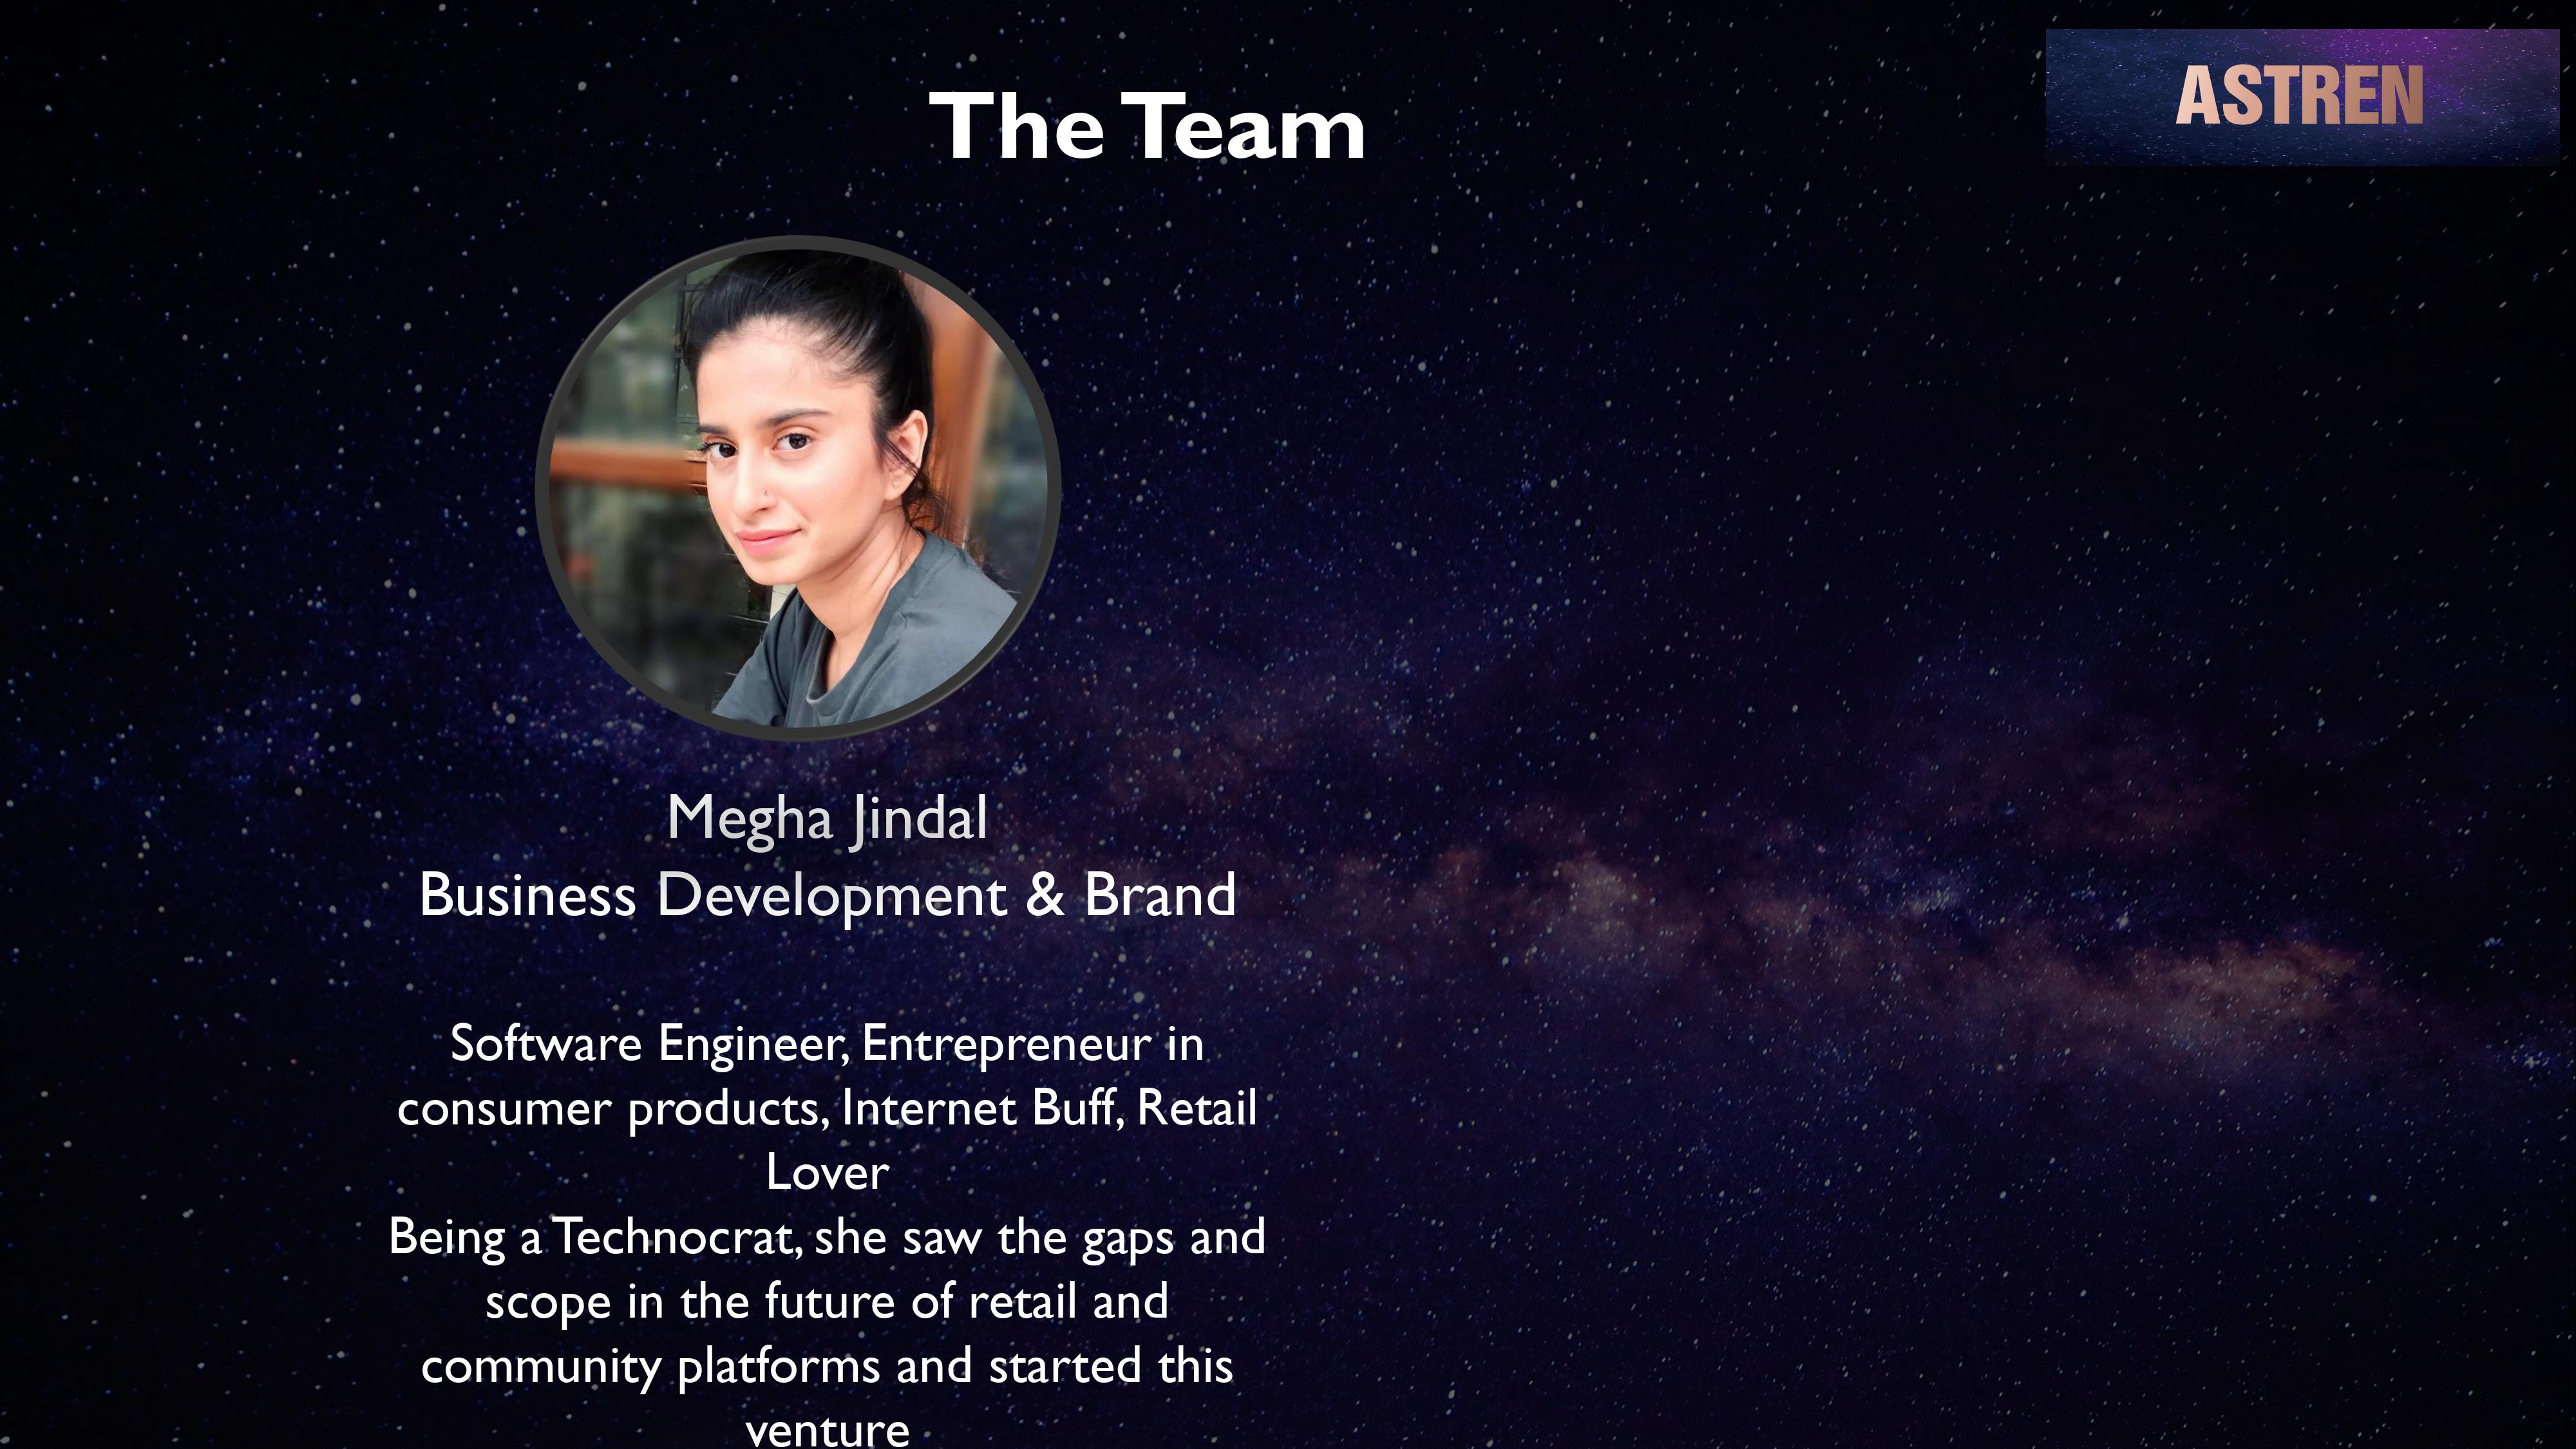 The Team
ASTREN
Megha Jindal
Business Development & Brand
Software Engineer, Entrepreneur in
consumer products, Internet Buff, Retail
Lover
Being a Technocrat, she saw the gaps and
scope in the future of retail and
community platforms and started this
venture